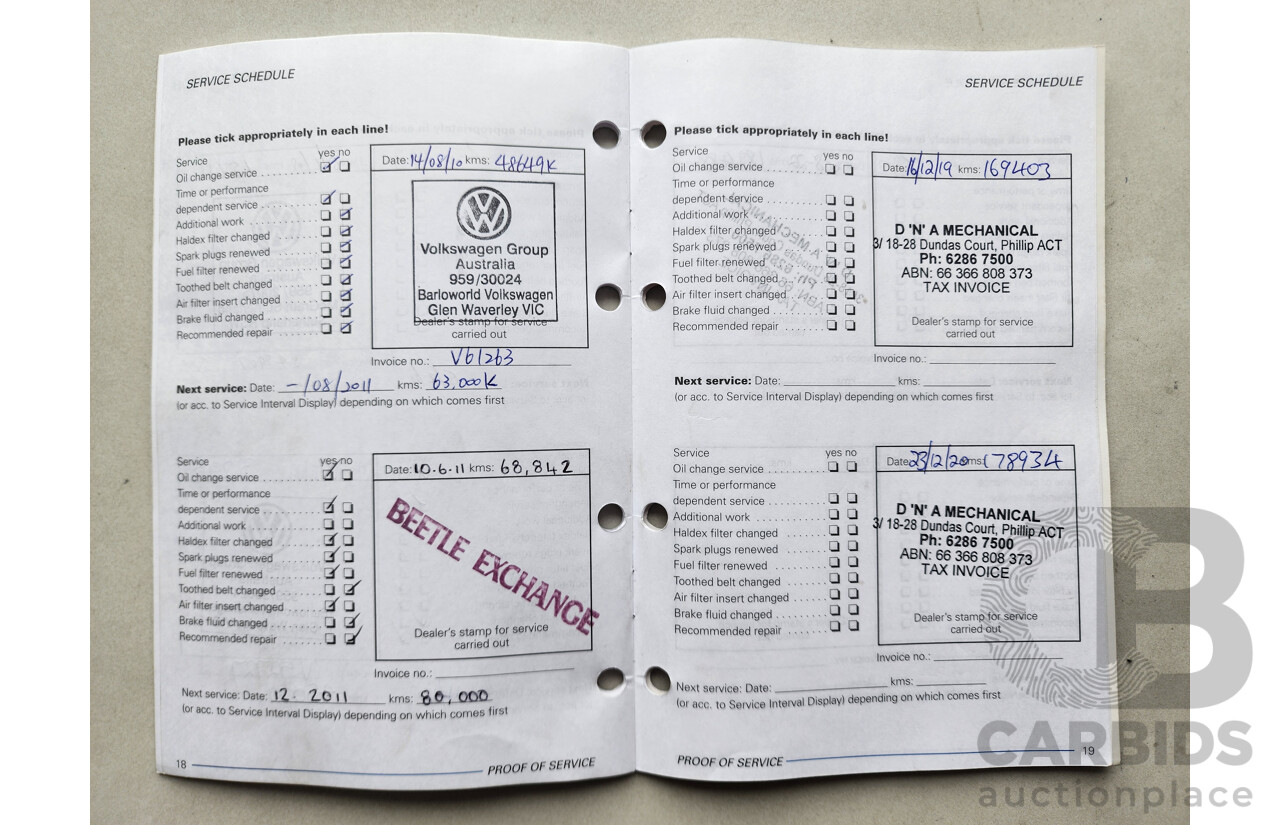 SERVICE SCHEDULE
Please tick appropriately in each line!
Service yes no
Oil change service
Time or performance
dependent service
Additional work
Haldex filter changed
Spark plugs renewed
Fuel filter renewed
Toothed belt changed
Air filter insert changed
Brake fluid changed
Recommended repair
Date: 14/08/10 kms: 48649K
Volkswagen Group
Australia
959/30024
Barloworld Volkswagen
Glen Waverley VIC
Dealer's stamp for service
carried out
Invoice no.: V61263
Next service: Date: -/08/2011 kms: 63,000K
(or acc. to Service Interval Display) depending on which comes first
Service yes no
Oil change service
Time or performance
dependent service
Additional work
Haldex filter changed
Spark plugs renewed
Fuel filter renewed
Toothed belt changed
Air filter insert changed
Brake fluid changed
Recommended repair
Date: 10.6.11 kms: 68,842
BEETLE EXCHANGE
Dealer's stamp for service
carried out
Invoice no.:
Next service: Date: 12. 2011 kms: 80,000
(or acc. to Service Interval Display) depending on which comes first
18 PROOF OF SERVICE
SERVICE SCHEDULE
Please tick appropriately in each line!
Service yes no
Oil change service
Time or performance
dependent service
Additional work
Haldex filter changed
Spark plugs renewed
Fuel filter renewed
Toothed belt changed
Air filter insert changed
Brake fluid changed
Recommended repair
Date: 16/12/19 kms: 169403
D 'N' A MECHANICAL
3/ 18-28 Dundas Court, Phillip ACT
Ph: 6286 7500
ABN: 66 366 808 373
TAX INVOICE
Dealer's stamp for service
carried out
Invoice no.:
Next service: Date: kms:
(or acc. to Service Interval Display) depending on which comes first
Service yes no
Oil change service
Time or performance
dependent service
Additional work
Haldex filter changed
Spark plugs renewed
Fuel filter renewed
Toothed belt changed
Air filter insert changed
Brake fluid changed
Recommended repair
Date: 23/12/20 kms: 178934
D 'N' A MECHANICAL
3/ 18-28 Dundas Court, Phillip ACT
Ph: 6286 7500
ABN: 66 366 808 373
TAX INVOICE
Dealer's stamp for service
carried out
Invoice no.:
Next service: Date: kms:
(or acc. to Service Interval Display) depending on which comes first
PROOF OF SERVICE 19
CARBIDS
auctionplace